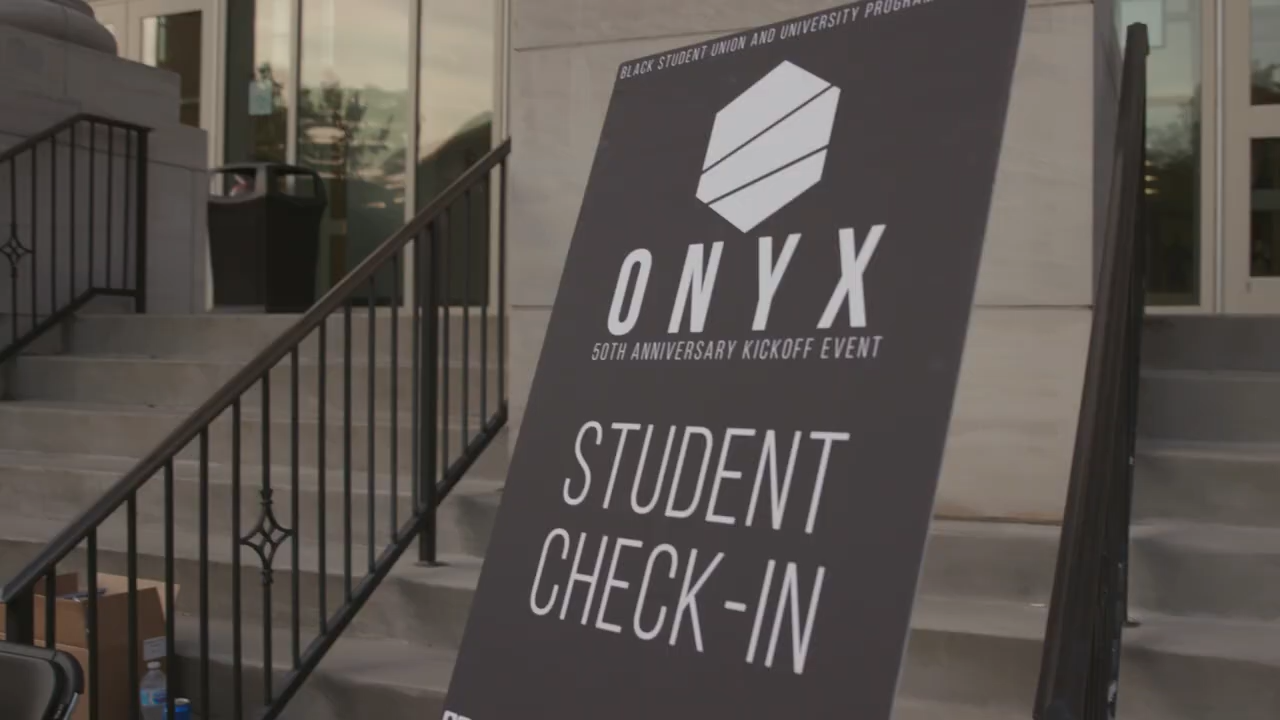 BLACK STUDENT UNION AND UNIVERSITY
ONYX
50TH ANNIVERSARY KICKOFF EVENT
STUDENT
CHECK-IN